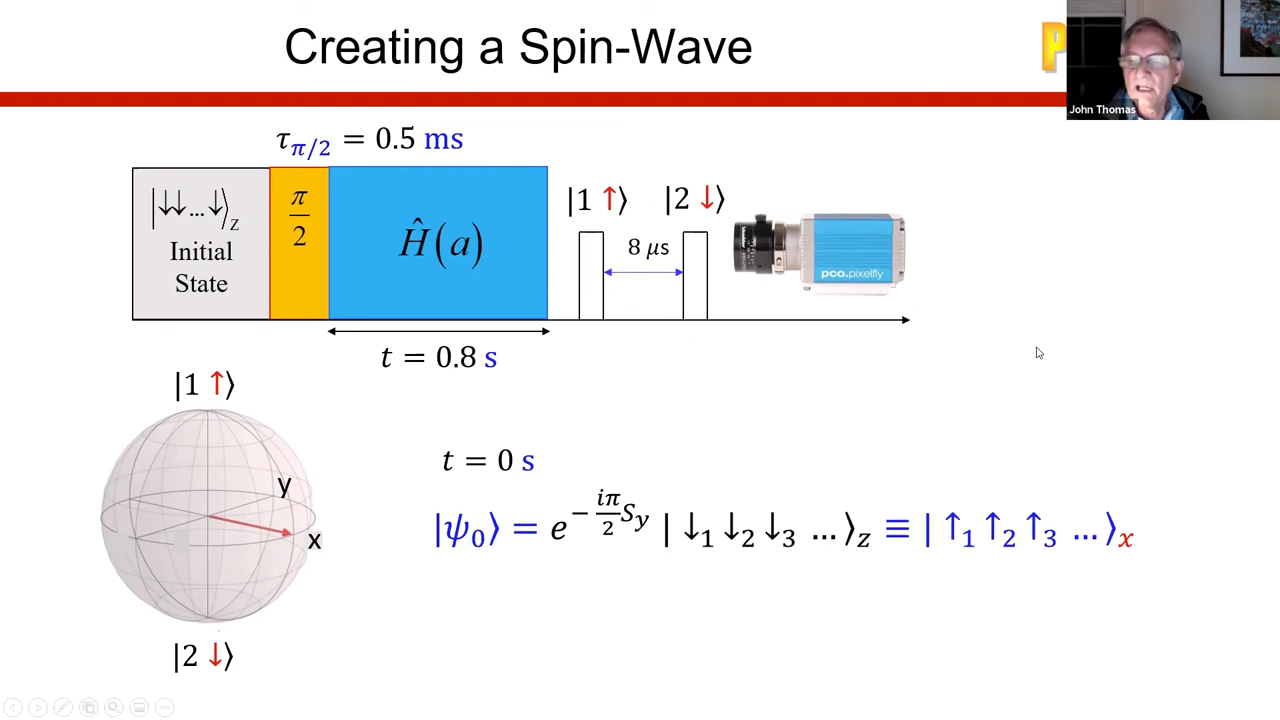 Creating a Spin-Wave
P
John Thomas
τ_{π/2} = 0.5 ms
|↓↓...↓⟩_Z
Initial
State
π/2
Ĥ(a)
|1 ↑⟩
|2 ↓⟩
8 μs
pco.pixelfly
t = 0.8 s
|1 ↑⟩
y
x
|2 ↓⟩
t = 0 s
|ψ₀⟩ = e^{−(iπ/2)S_y} | ↓₁ ↓₂ ↓₃ ... ⟩_z ≡ | ↑₁ ↑₂ ↑₃ ... ⟩_x